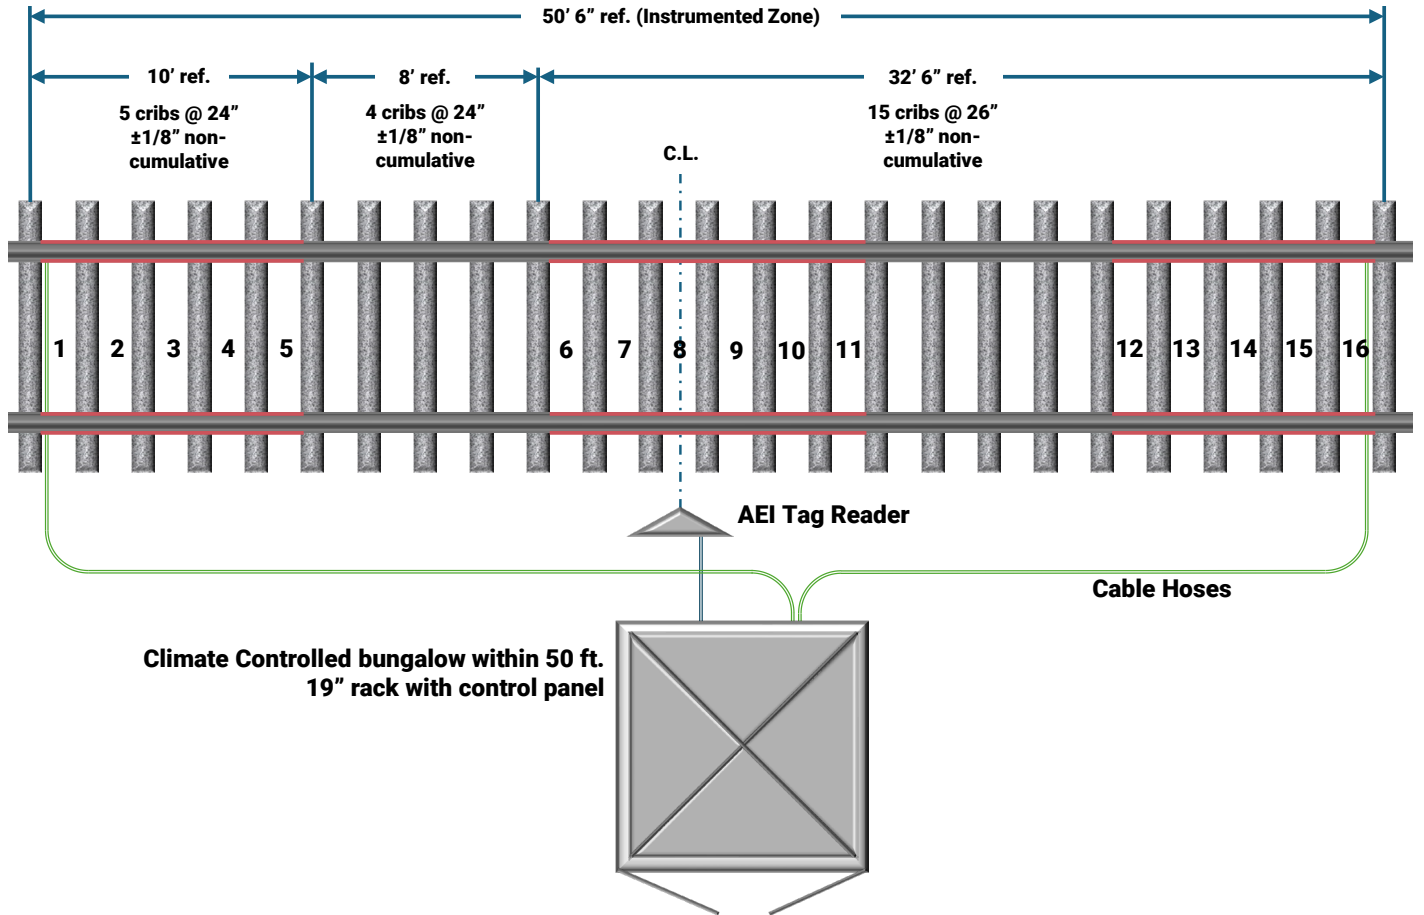 50’ 6” ref. (Instrumented Zone)
10’ ref.
8’ ref.
32’ 6” ref.
5 cribs @ 24”
±1/8” non-
cumulative
4 cribs @ 24”
±1/8” non-
cumulative
15 cribs @ 26”
±1/8” non-
cumulative
C.L.
1 2 3 4 5 6 7 8 9 10 11 12 13 14 15 16
AEI Tag Reader
Cable Hoses
Climate Controlled bungalow within 50 ft.
19” rack with control panel